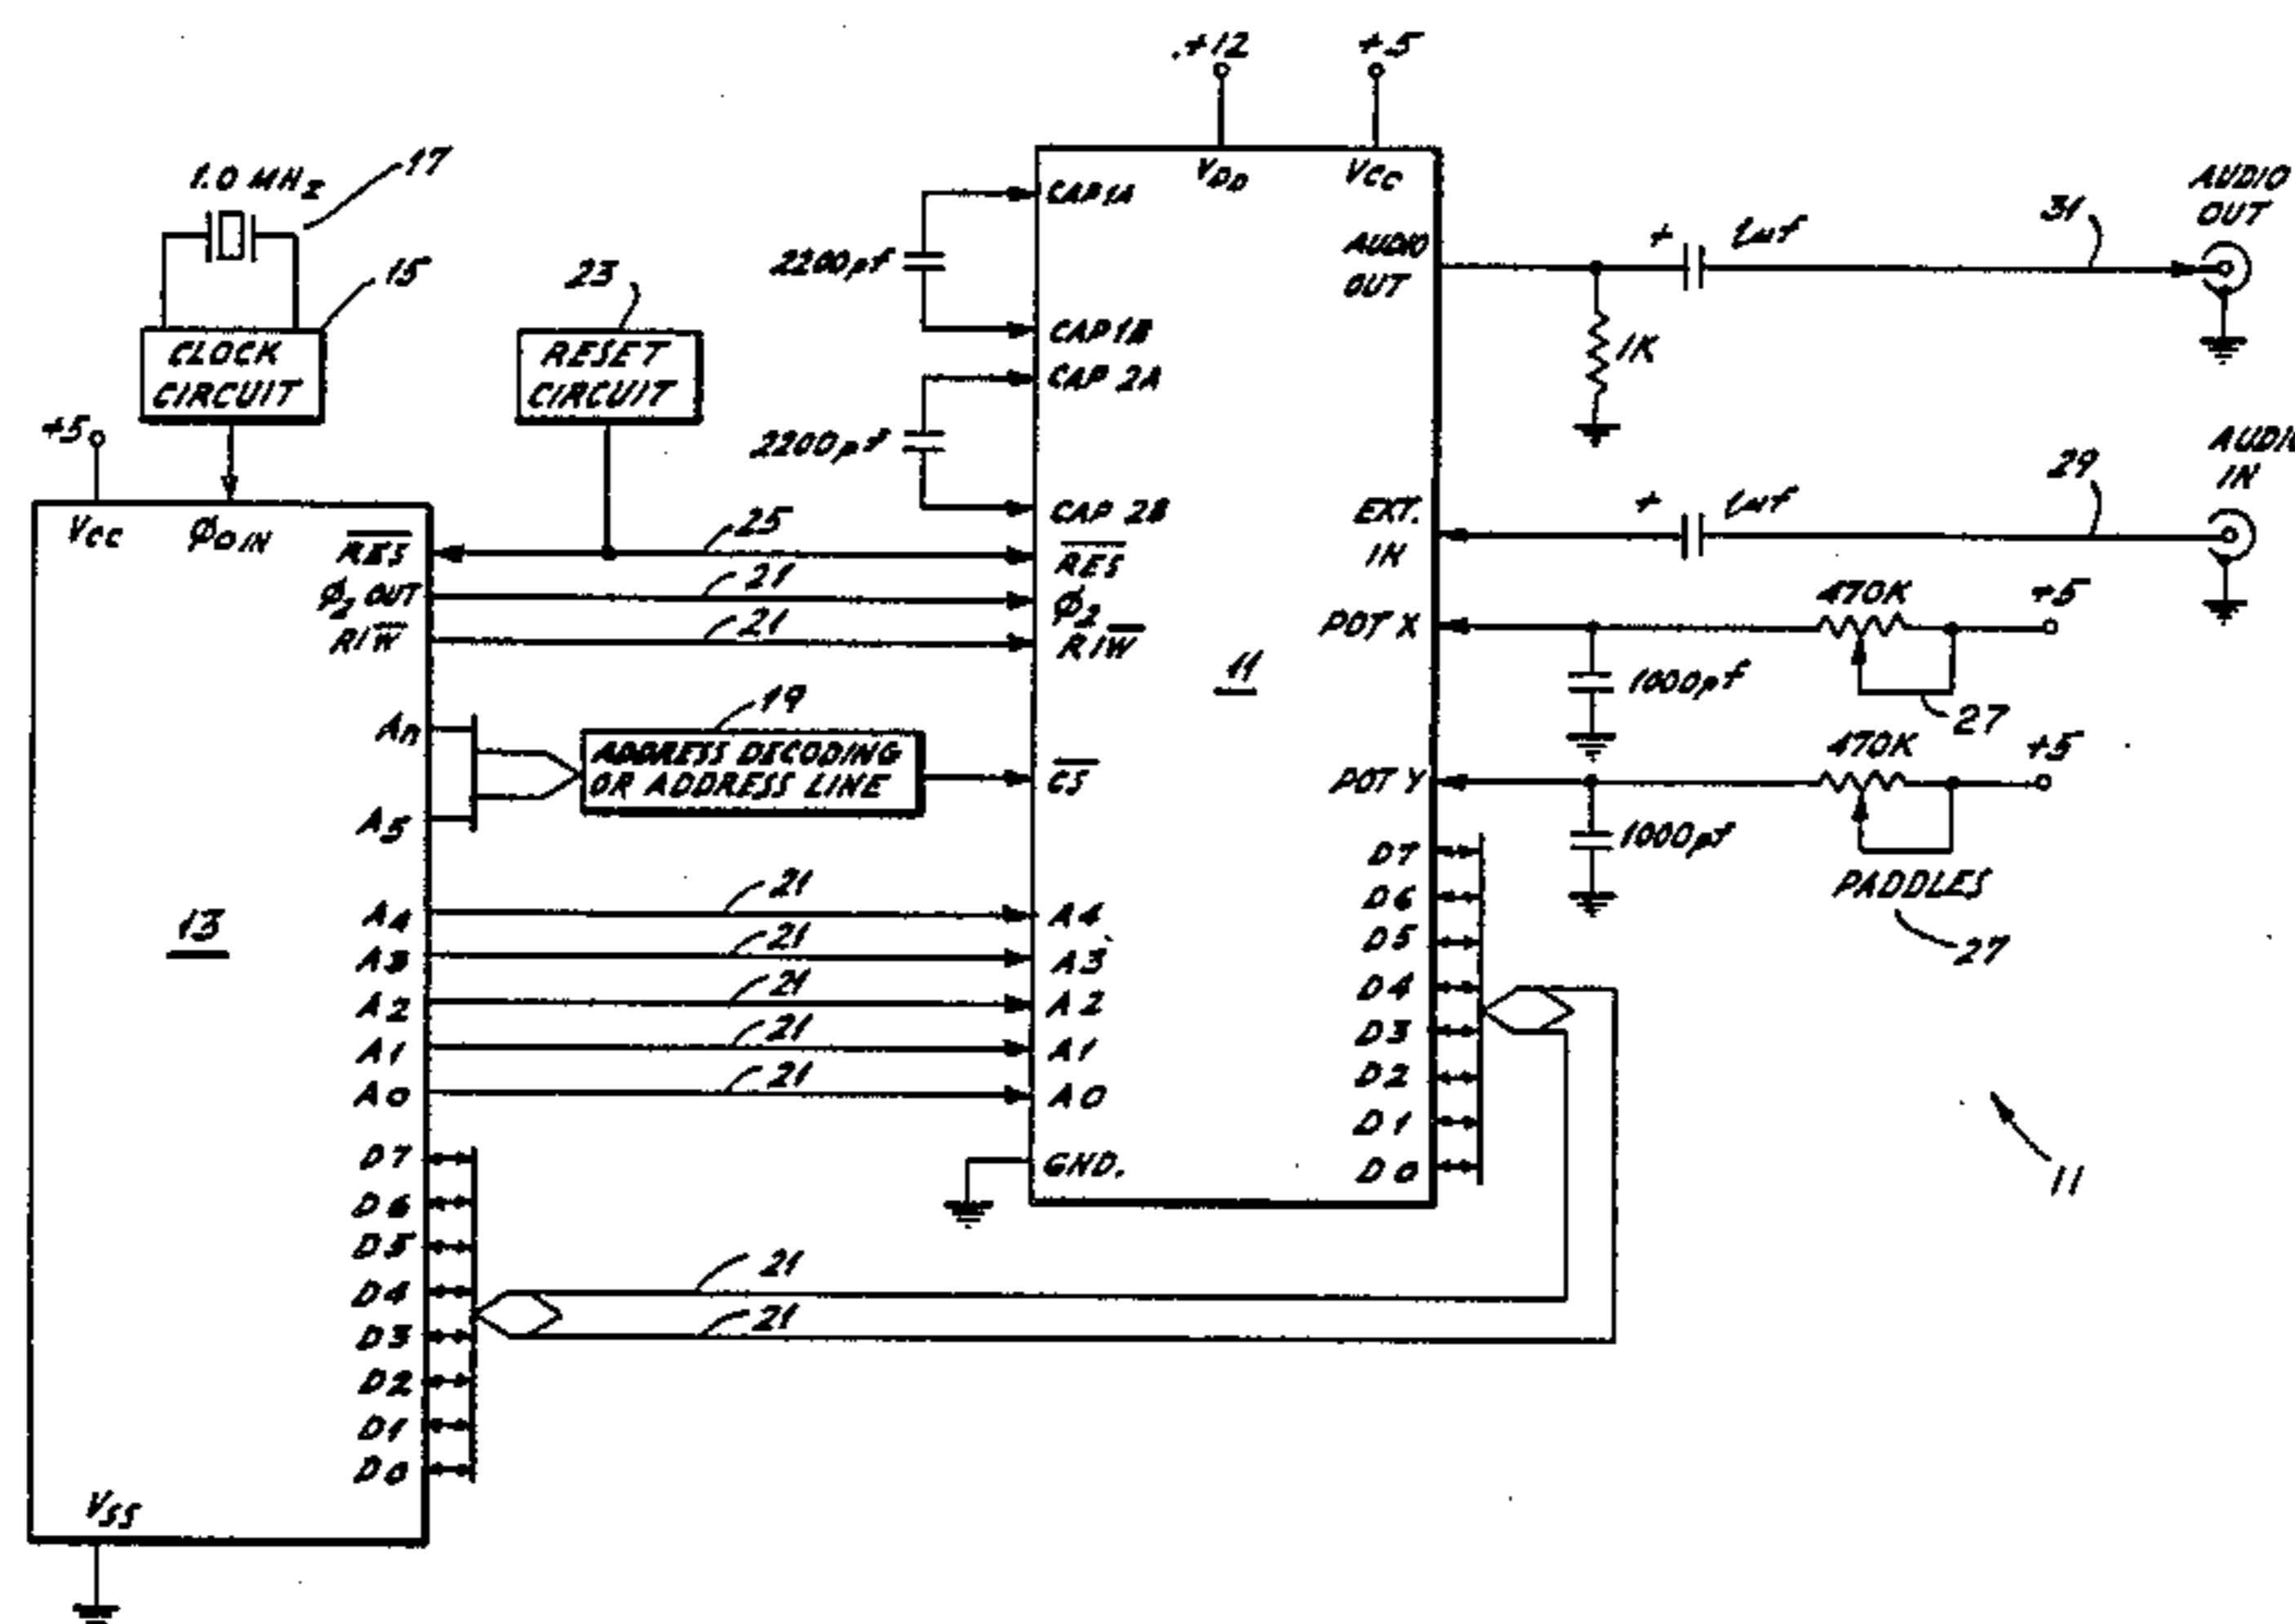 .+12
+5
1.0 MHz
17
15
CLOCK
CIRCUIT
23
RESET
CIRCUIT
+5
VCC
φ0 IN
RES
φ2 OUT
R/W
An
A5
A4
A3
A2
A1
A0
D7
D6
D5
D4
D3
D2
D1
D0
VSS
13
25
21
21
19
ADDRESS DECODING
OR ADDRESS LINE
21
21
21
21
21
21
21
2200pf
2200pf
VDD
VCC
CAP1A
CAP1B
CAP 2A
CAP 2B
RES
φ2
R/W
CS
A4
A3
A2
A1
A0
GND.
11
AUDIO
OUT
EXT.
IN
POT X
POT Y
D7
D6
D5
D4
D3
D2
D1
D0
+
1uf
31
AUDIO
OUT
1K
+
1uf
29
AUDIO
IN
470K
+5
1000pf
27
470K
+5
1000pf
PADDLES
27
11